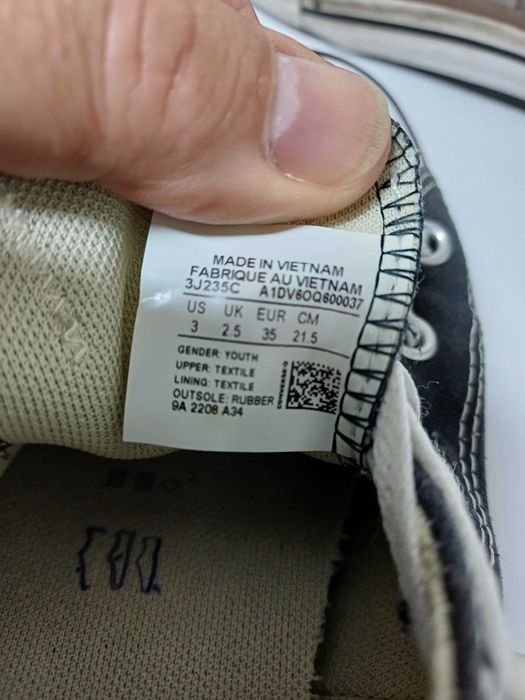 MADE IN VIETNAM
FABRIQUE AU VIETNAM
3J235C A1DV6OQ600037
US UK EUR CM
3 2.5 35 21.5
GENDER: YOUTH
UPPER: TEXTILE
LINING: TEXTILE
OUTSOLE: RUBBER
9A 2208 A34
CONVERSE